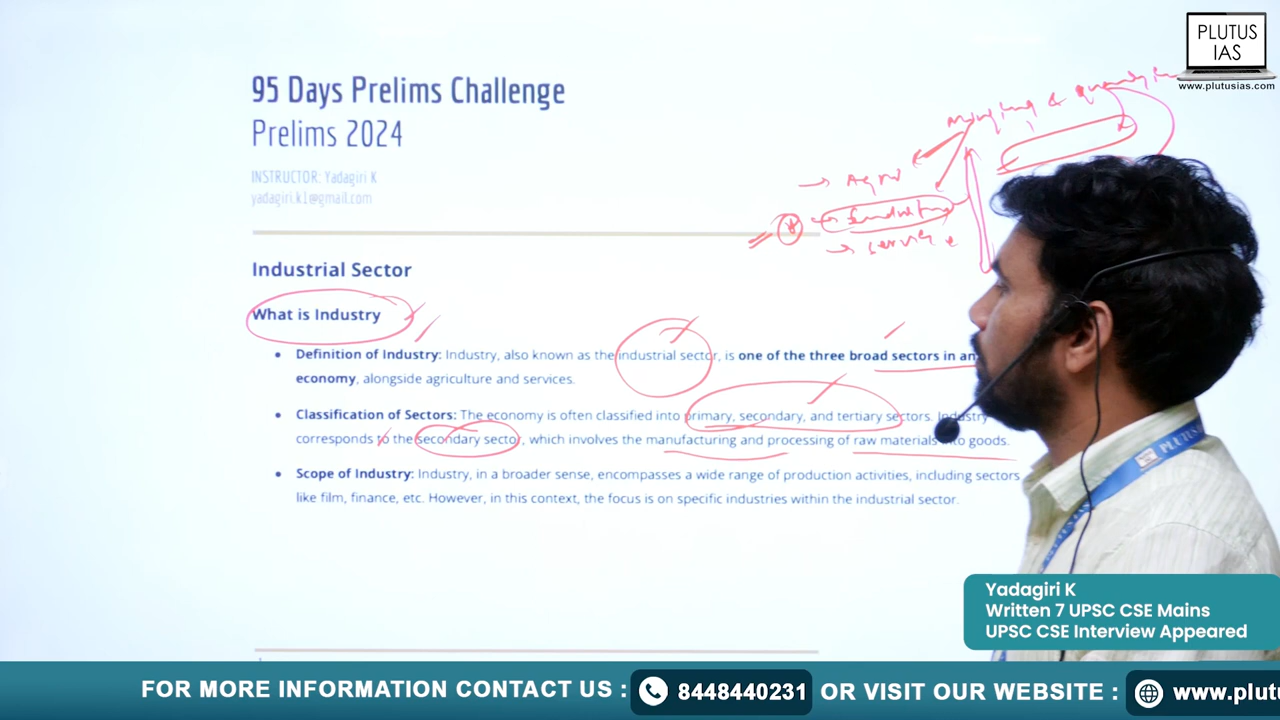 PLUTUS
IAS
www.plutusias.com
95 Days Prelims Challenge
Prelims 2024
INSTRUCTOR: Yadagiri K
yadagiri.k1@gmail.com
Mining & quarrying
→ Agri
→ Industry
→ service
Industrial Sector
What is Industry
• Definition of Industry: Industry, also known as the industrial sector, is one of the three broad sectors in an
economy, alongside agriculture and services.
• Classification of Sectors: The economy is often classified into primary, secondary, and tertiary sectors. Industry
corresponds to the secondary sector, which involves the manufacturing and processing of raw materials into goods.
• Scope of Industry: Industry, in a broader sense, encompasses a wide range of production activities, including sectors
like film, finance, etc. However, in this context, the focus is on specific industries within the industrial sector.
Yadagiri K
Written 7 UPSC CSE Mains
UPSC CSE Interview Appeared
FOR MORE INFORMATION CONTACT US : 8448440231 OR VISIT OUR WEBSITE : www.plut